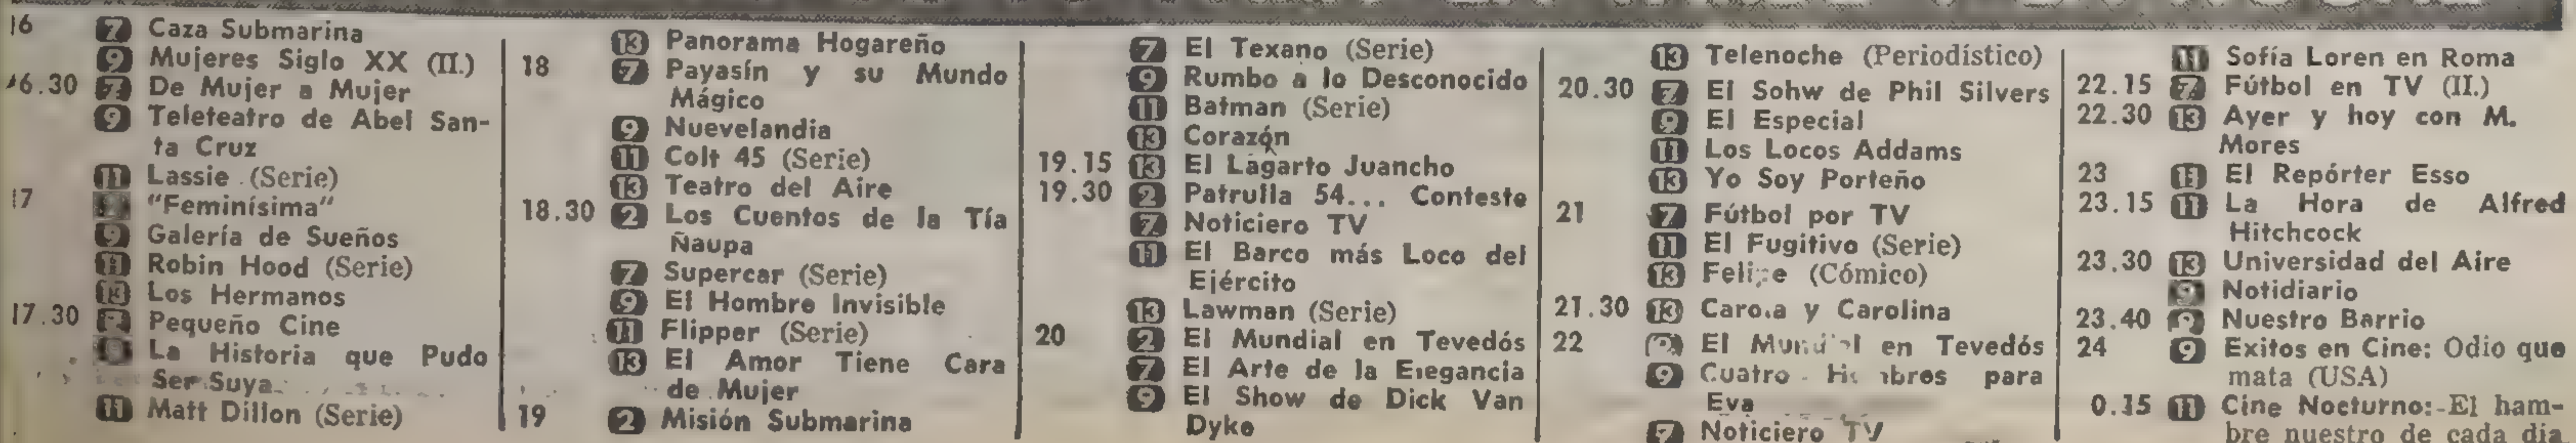 16 7 Caza Submarina
9 Mujeres Siglo XX (II.)
16.30 7 De Mujer a Mujer
9 Teleteatro de Abel San-
ta Cruz
11 Lassie (Serie)
17 "Feminísima"
9 Galería de Sueños
11 Robin Hood (Serie)
13 Los Hermanos
17.30 Pequeño Cine
La Historia que Pudo
Ser Suya
11 Matt Dillon (Serie)
13 Panorama Hogareño
18 7 Payasín y su Mundo
Mágico
9 Nuevelandia
11 Colt 45 (Serie)
13 Teatro del Aire
18.30 2 Los Cuentos de la Tía
Ñaupa
7 Supercar (Serie)
9 El Hombre Invisible
11 Flipper (Serie)
13 El Amor Tiene Cara
de Mujer
19 2 Misión Submarina
7 El Texano (Serie)
9 Rumbo a lo Desconocido
11 Batman (Serie)
13 Corazón
19.15 13 El Lagarto Juancho
19.30 2 Patrulla 54... Conteste
7 Noticiero TV
11 El Barco más Loco del
Ejército
13 Lawman (Serie)
20 2 El Mundial en Tevedós
7 El Arte de la Elegancia
9 El Show de Dick Van
Dyke
13 Telenoche (Periodístico)
20.30 7 El Sohw de Phil Silvers
9 El Especial
11 Los Locos Addams
13 Yo Soy Porteño
21 7 Fútbol por TV
11 El Fugitivo (Serie)
13 Felipe (Cómico)
21.30 13 Carola y Carolina
22 2 El Mundial en Tevedós
9 Cuatro Hombres para
Eva
7 Noticiero TV
11 Sofía Loren en Roma
22.15 7 Fútbol en TV (II.)
22.30 13 Ayer y hoy con M.
Mores
23 11 El Repórter Esso
23.15 11 La Hora de Alfred
Hitchcock
23.30 13 Universidad del Aire
9 Notidiario
23.40 9 Nuestro Barrio
24 9 Exitos en Cine: Odio que
mata (USA)
0.15 11 Cine Nocturno: El ham-
bre nuestro de cada día